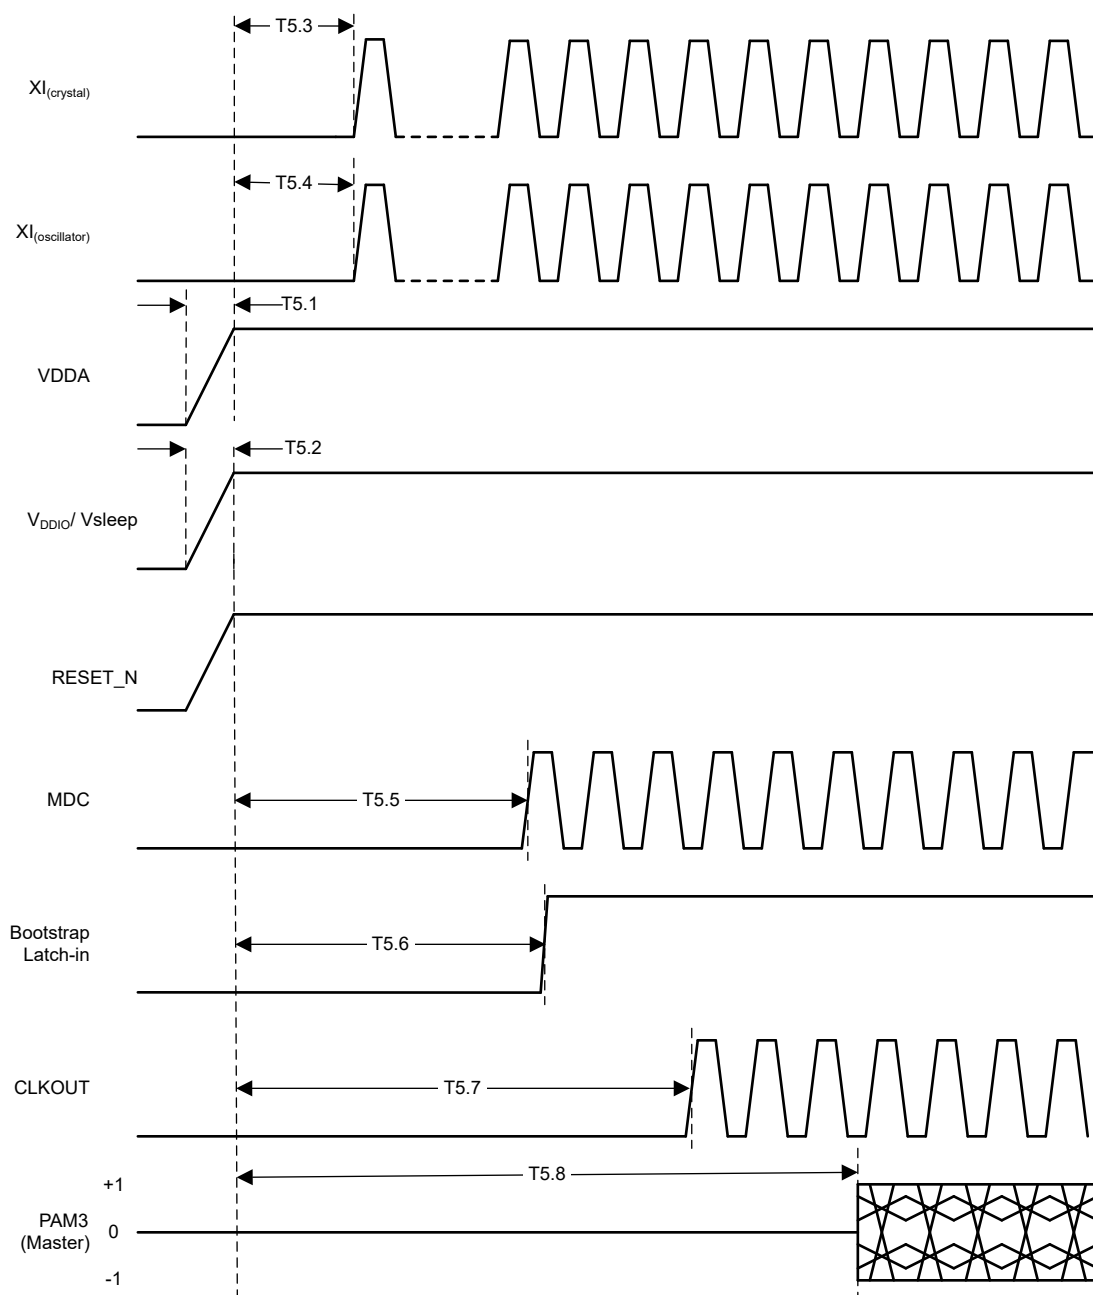 T5.3
XI(crystal)
T5.4
XI(oscillator)
T5.1
VDDA
T5.2
VDDIO/ Vsleep
RESET_N
MDC
T5.5
Bootstrap
Latch-in
T5.6
CLKOUT
T5.7
T5.8
+1
PAM3
(Master)
0
-1